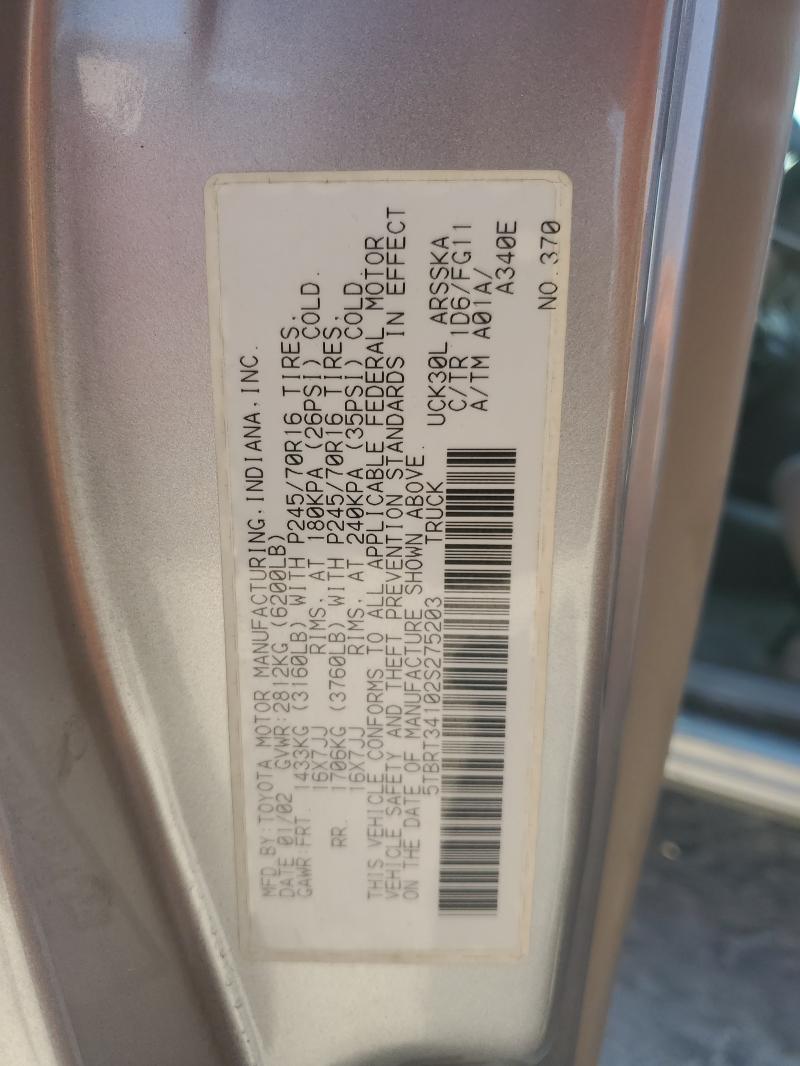 MFD BY:TOYOTA MOTOR MANUFACTURING,INDIANA,INC.
DATE 01/02 GVWR:2812KG (6200LB)
GAWR:FRT. 1433KG (3160LB) WITH P245/70R16 TIRES,
16X7JJ RIMS, AT 180KPA (26PSI) COLD.
RR. 1706KG (3760LB) WITH P245/70R16 TIRES,
16X7JJ RIMS, AT 240KPA (35PSI) COLD.
THIS VEHICLE CONFORMS TO ALL APPLICABLE FEDERAL MOTOR
VEHICLE SAFETY AND THEFT PREVENTION STANDARDS IN EFFECT
ON THE DATE OF MANUFACTURE SHOWN ABOVE.
5TBRT34102S275203 TRUCK
UCK30L ARSSKA
C/TR 1D6/FG11
A/TM A01A/
A340E
NO.370